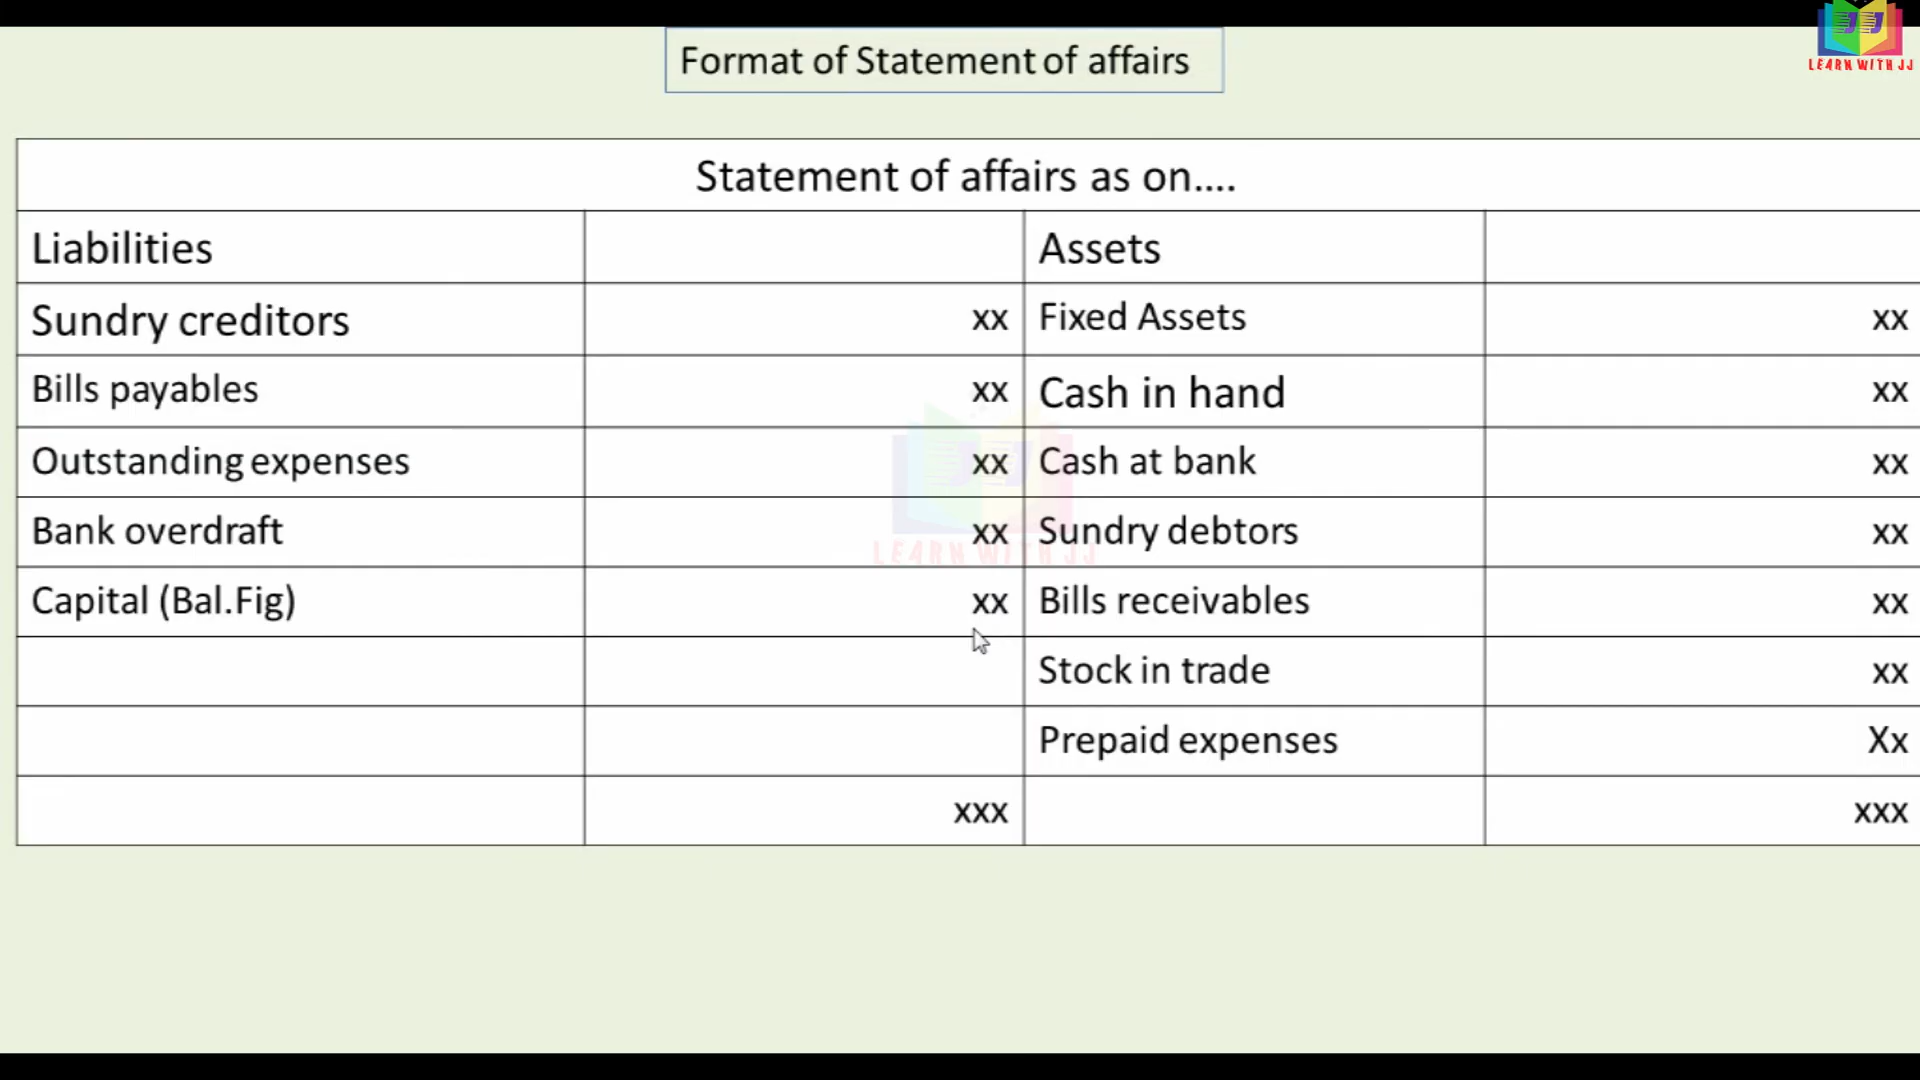 LEARN WITH JJ
Format of Statement of affairs
Statement of affairs as on....
Liabilities Assets
Sundry creditors xx Fixed Assets xx
Bills payables xx Cash in hand xx
Outstanding expenses xx Cash at bank xx
Bank overdraft xx Sundry debtors xx
LEARN WITH JJ
Capital (Bal.Fig) xx Bills receivables xx
Stock in trade xx
Prepaid expenses Xx
xxx xxx